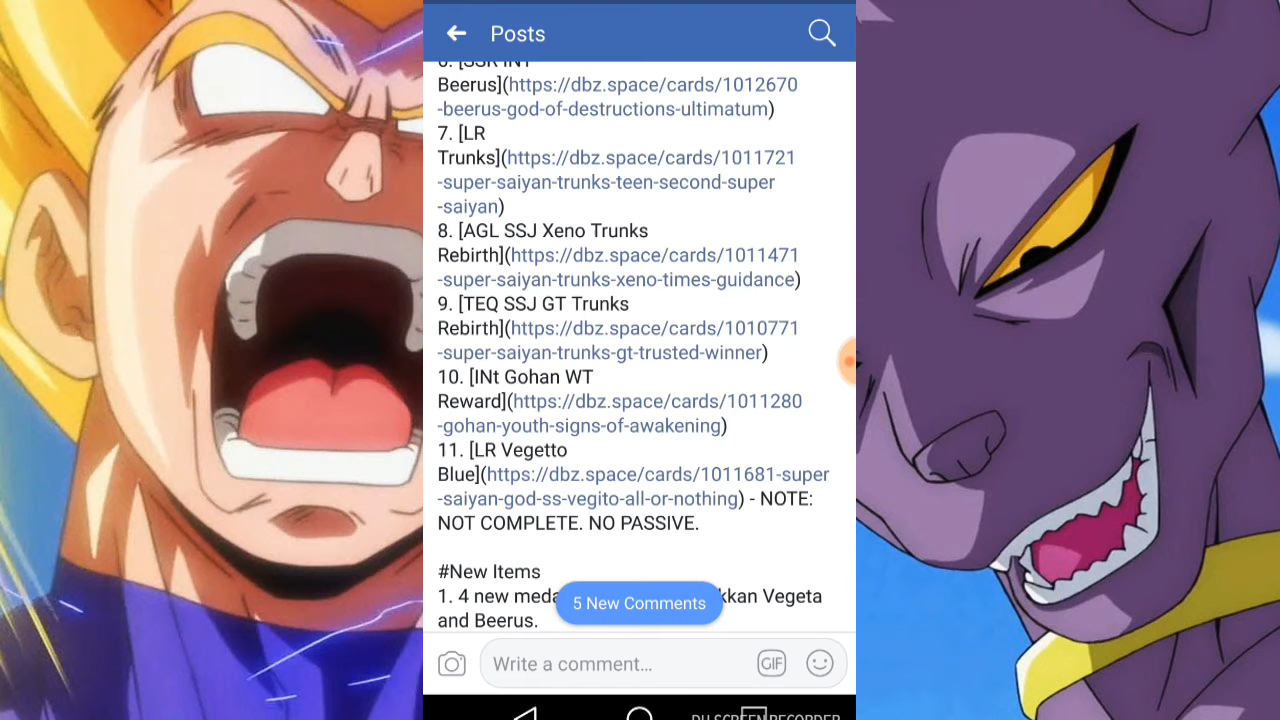 Posts
6. [SSR INT
Beerus](https://dbz.space/cards/1012670
-beerus-god-of-destructions-ultimatum)
7. [LR
Trunks](https://dbz.space/cards/1011721
-super-saiyan-trunks-teen-second-super
-saiyan)
8. [AGL SSJ Xeno Trunks
Rebirth](https://dbz.space/cards/1011471
-super-saiyan-trunks-xeno-times-guidance)
9. [TEQ SSJ GT Trunks
Rebirth](https://dbz.space/cards/1010771
-super-saiyan-trunks-gt-trusted-winner)
10. [INt Gohan WT
Reward](https://dbz.space/cards/1011280
-gohan-youth-signs-of-awakening)
11. [LR Vegetto
Blue](https://dbz.space/cards/1011681-super
-saiyan-god-ss-vegito-all-or-nothing) - NOTE:
NOT COMPLETE. NO PASSIVE.
#New Items
1. 4 new meda kkan Vegeta
and Beerus.
5 New Comments
Write a comment...
GIF
DU SCREEN RECORDER